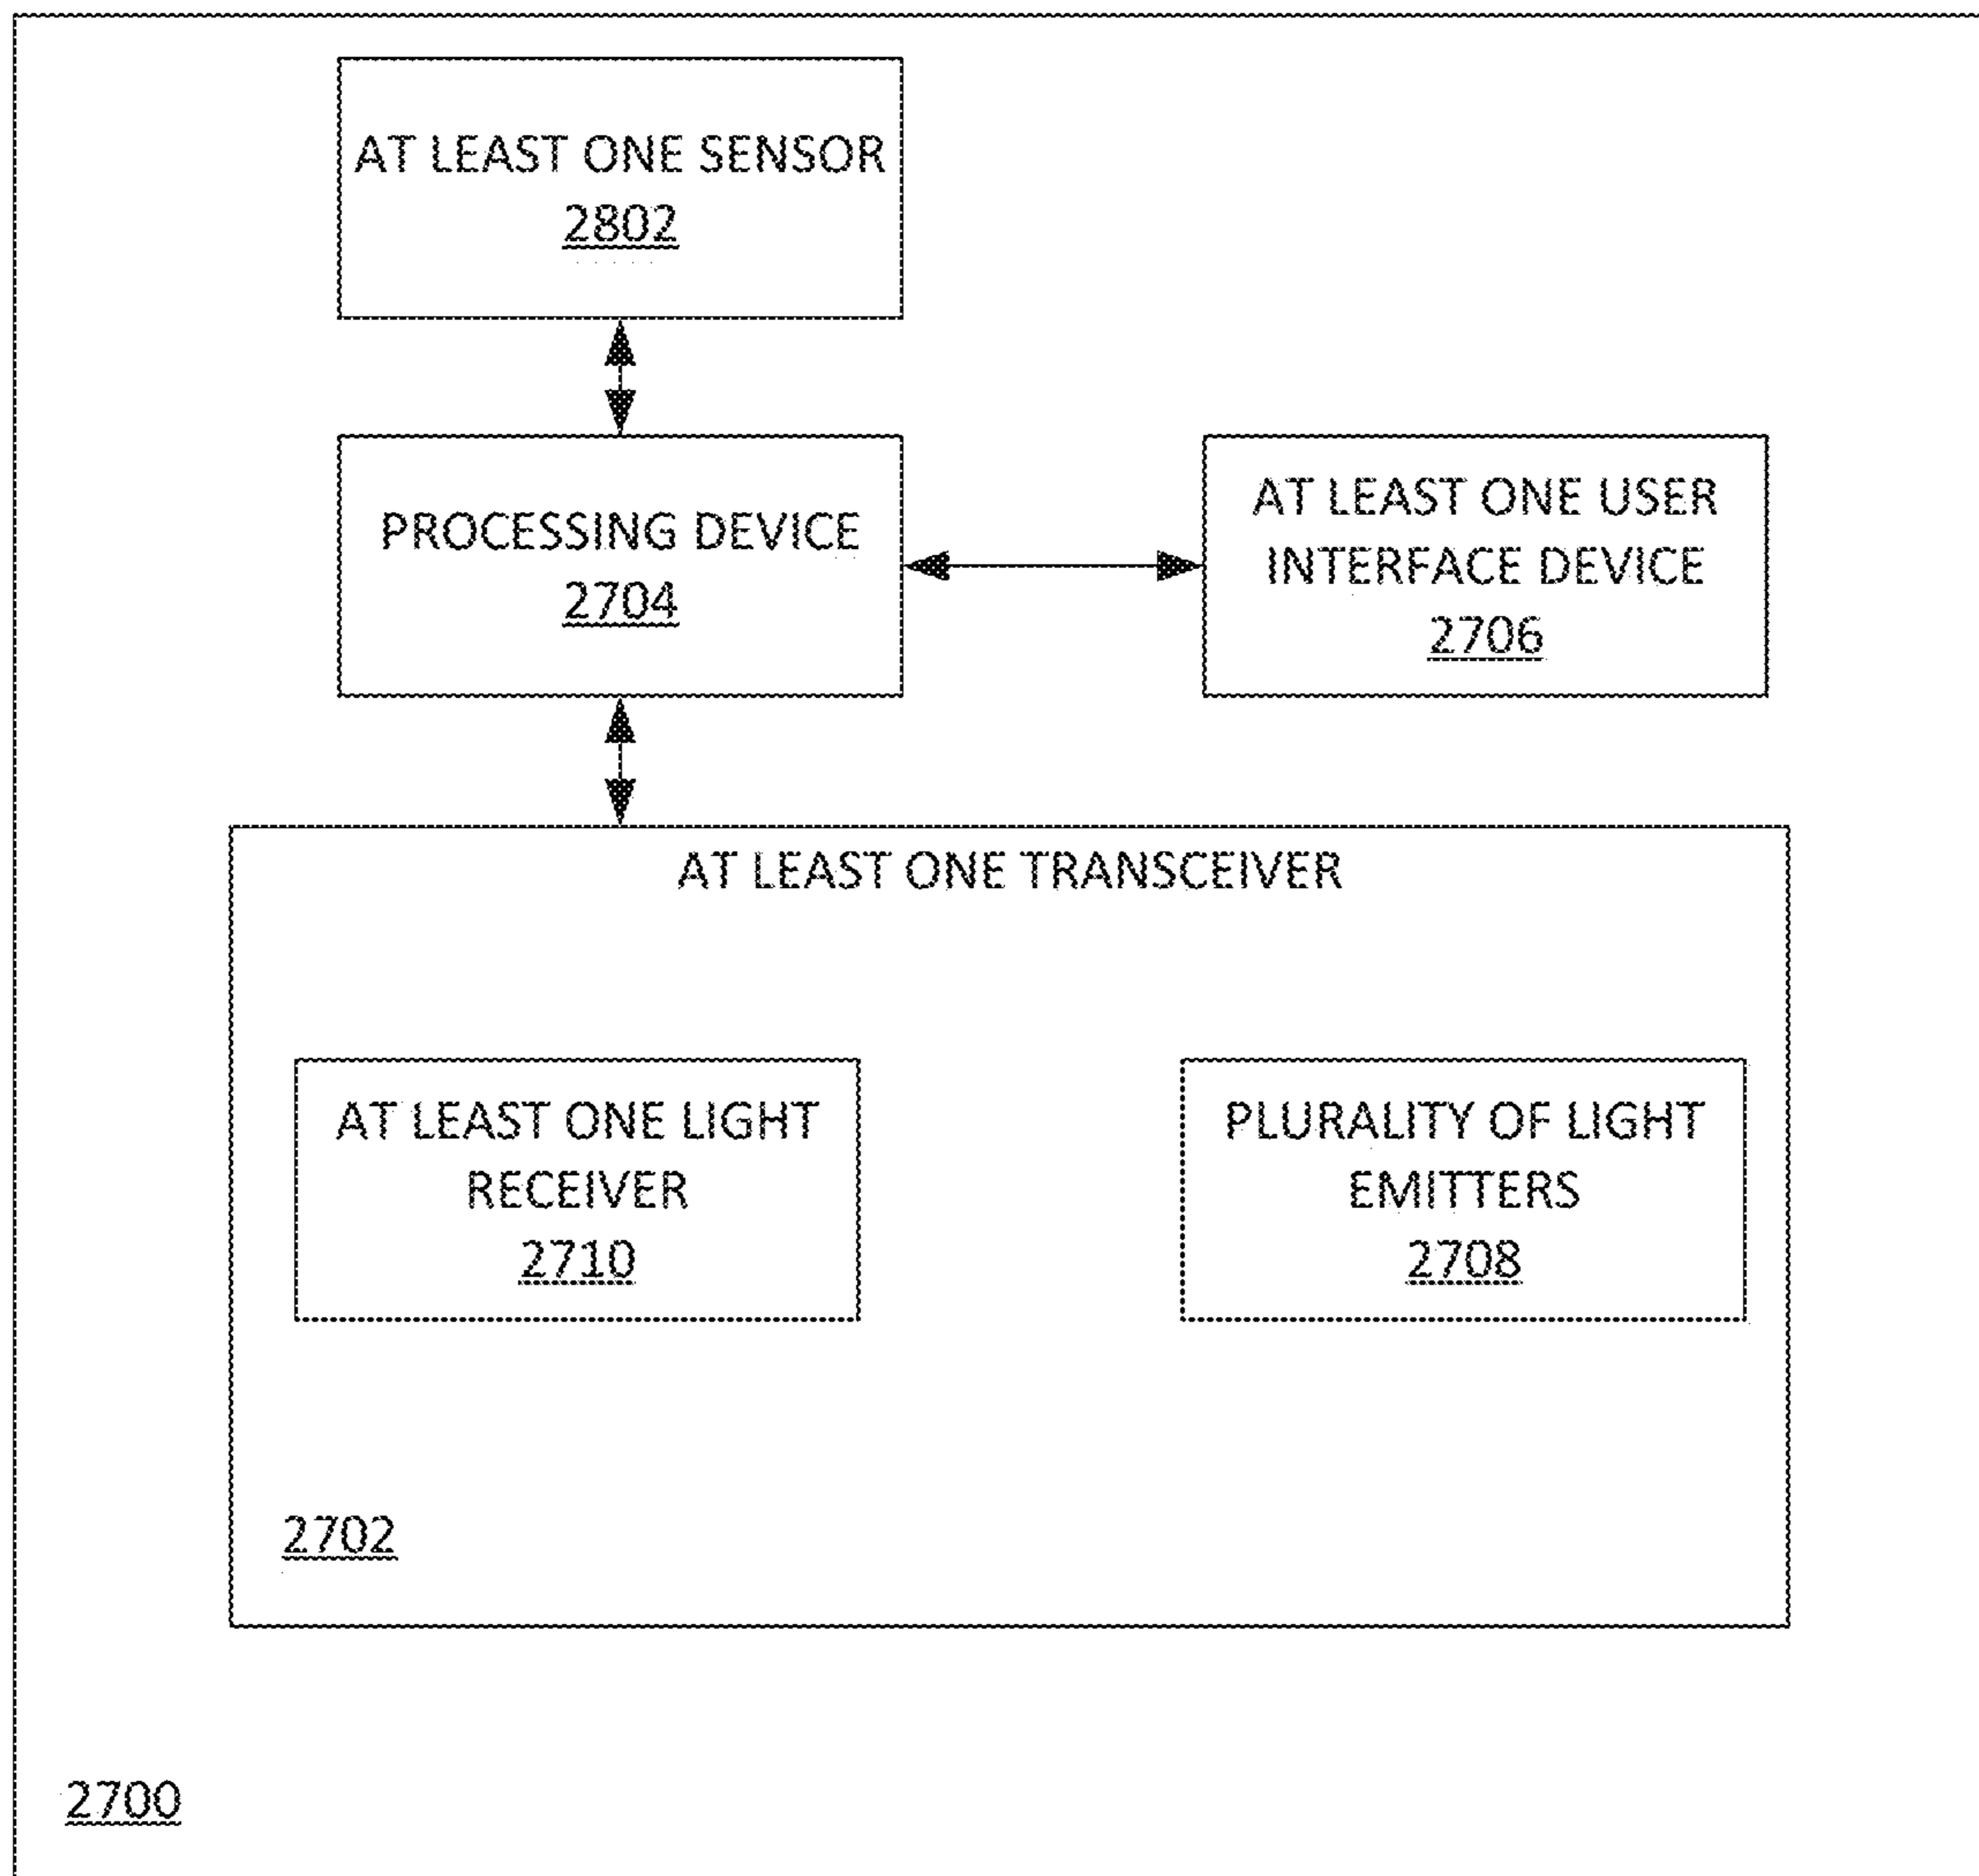 AT LEAST ONE SENSOR
2802
PROCESSING DEVICE
2704
AT LEAST ONE USER
INTERFACE DEVICE
2706
AT LEAST ONE TRANSCEIVER
AT LEAST ONE LIGHT
RECEIVER
2710
PLURALITY OF LIGHT
EMITTERS
2708
2702
2700